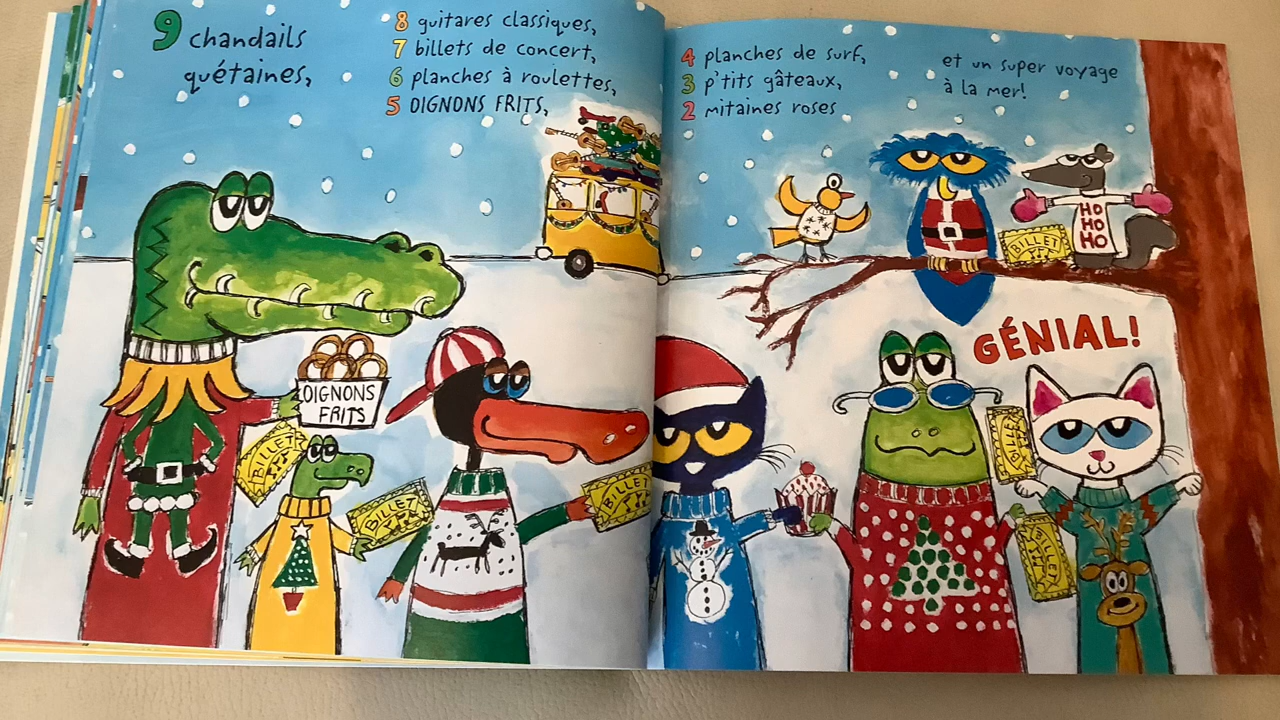 9 chandails
quétaines,
8 guitares classiques,
7 billets de concert,
6 planches à roulettes,
5 OIGNONS FRITS,
4 planches de surf,
3 p'tits gâteaux,
2 mitaines roses
et un super voyage
à la mer!
HO
HO
HO
BILLET
GÉNIAL!
OIGNONS
FRITS
BILLET
BILLET
BILLET
BILLET
BILLET